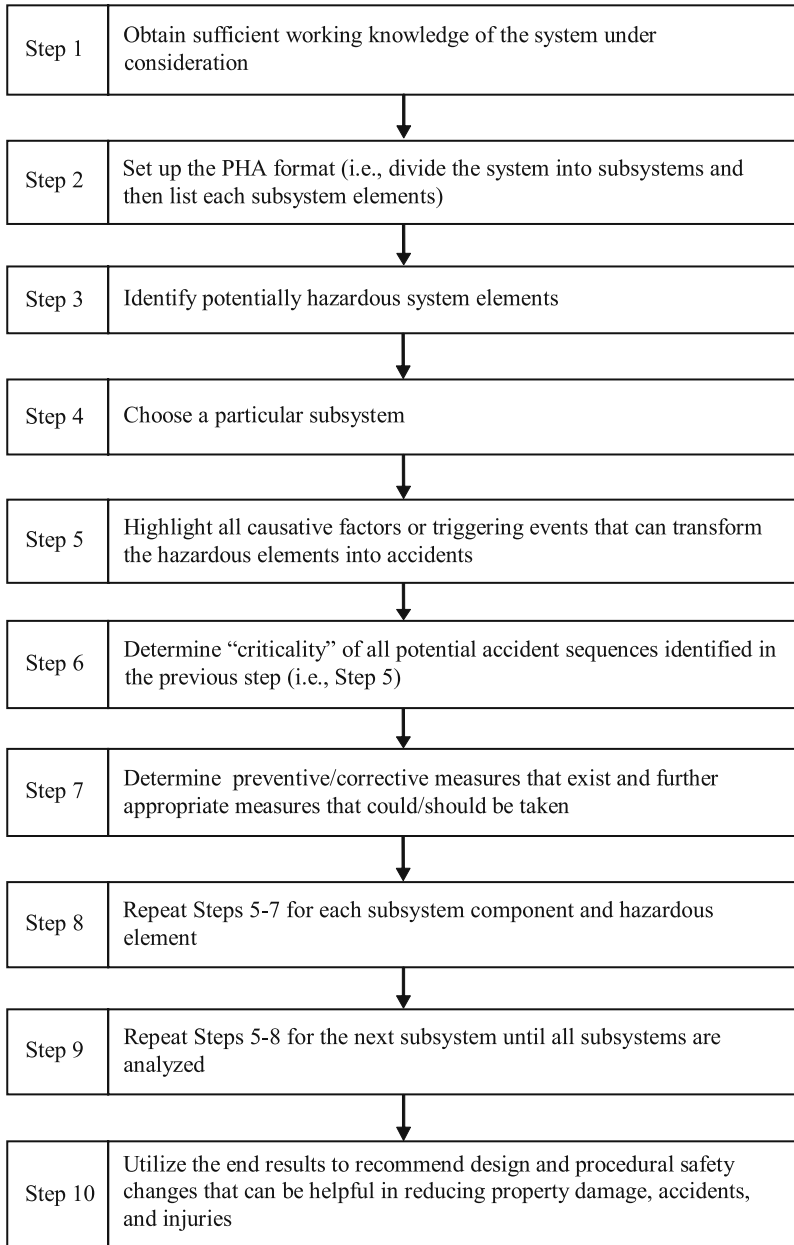 Step 1
Obtain sufficient working knowledge of the system under
consideration
Step 2
Set up the PHA format (i.e., divide the system into subsystems and
then list each subsystem elements)
Step 3
Identify potentially hazardous system elements
Step 4
Choose a particular subsystem
Step 5
Highlight all causative factors or triggering events that can transform
the hazardous elements into accidents
Step 6
Determine “criticality” of all potential accident sequences identified in
the previous step (i.e., Step 5)
Step 7
Determine preventive/corrective measures that exist and further
appropriate measures that could/should be taken
Step 8
Repeat Steps 5-7 for each subsystem component and hazardous
element
Step 9
Repeat Steps 5-8 for the next subsystem until all subsystems are
analyzed
Step 10
Utilize the end results to recommend design and procedural safety
changes that can be helpful in reducing property damage, accidents,
and injuries